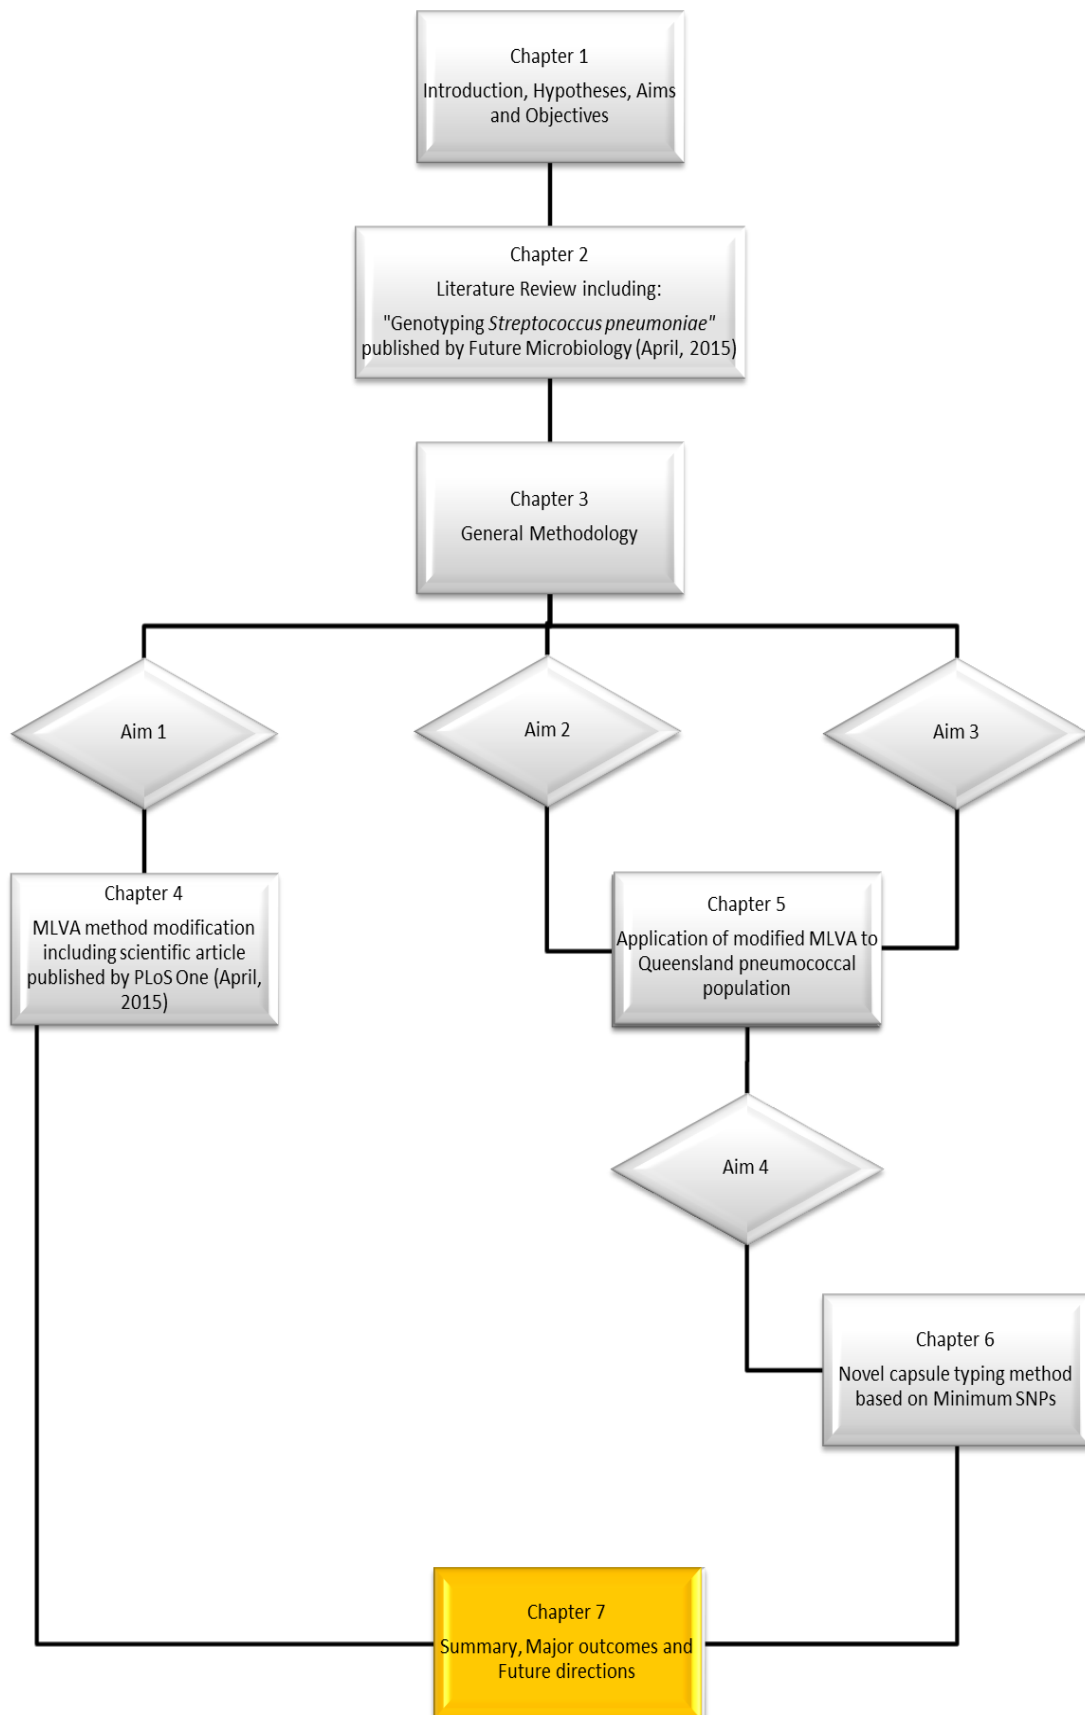 Chapter 1
Introduction, Hypotheses, Aims
and Objectives
Chapter 2
Literature Review including:
"Genotyping Streptococcus pneumoniae"
published by Future Microbiology (April, 2015)
Chapter 3
General Methodology
Aim 1
Aim 2
Aim 3
Chapter 4
MLVA method modification
including scientific article
published by PLoS One (April,
2015)
Chapter 5
Application of modified MLVA to
Queensland pneumococcal
population
Aim 4
Chapter 6
Novel capsule typing method
based on Minimum SNPs
Chapter 7
Summary, Major outcomes and
Future directions